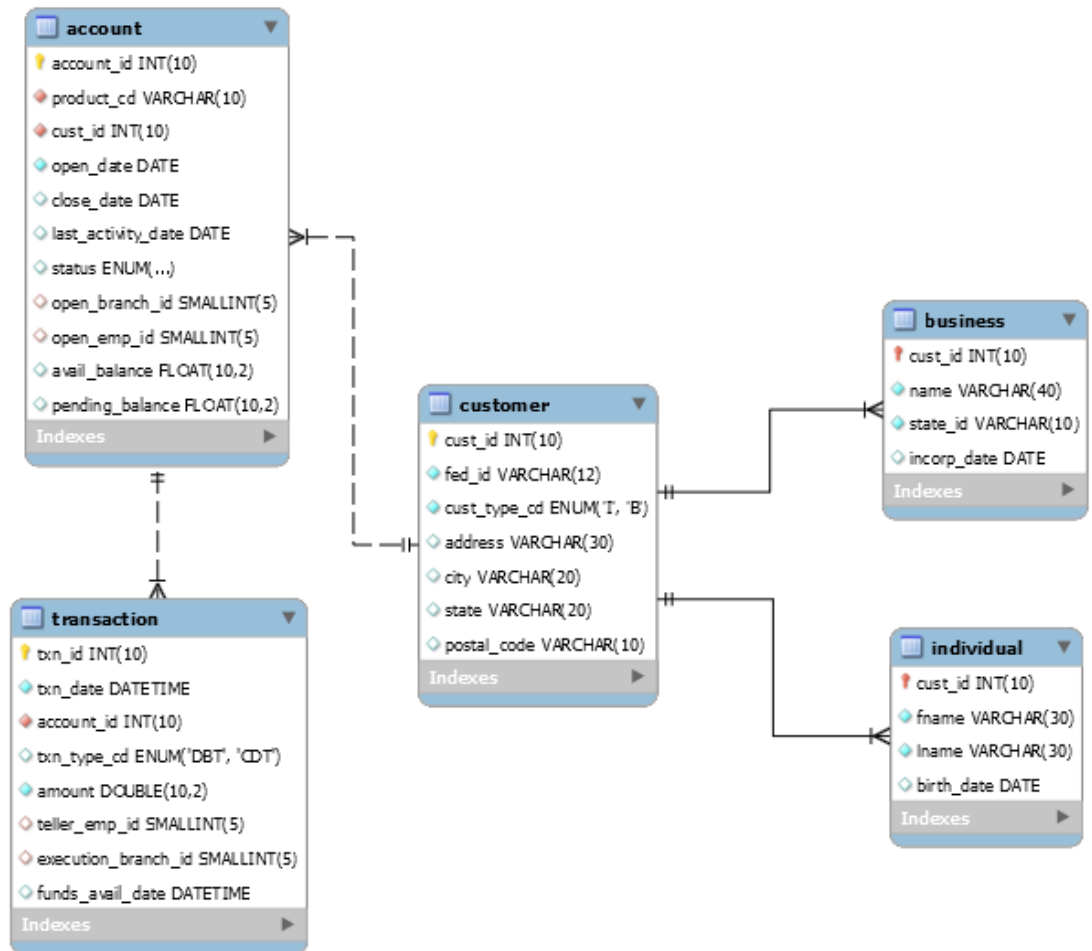 account
account_id INT(10)
product_cd VARCHAR(10)
cust_id INT(10)
open_date DATE
close_date DATE
last_activity_date DATE
status ENUM(...)
open_branch_id SMALLINT(5)
open_emp_id SMALLINT(5)
avail_balance FLOAT(10,2)
pending_balance FLOAT(10,2)
Indexes
transaction
txn_id INT(10)
txn_date DATETIME
account_id INT(10)
txn_type_cd ENUM('DBT', 'CDT')
amount DOUBLE(10,2)
teller_emp_id SMALLINT(5)
execution_branch_id SMALLINT(5)
funds_avail_date DATETIME
Indexes
customer
cust_id INT(10)
fed_id VARCHAR(12)
cust_type_cd ENUM('I', 'B')
address VARCHAR(30)
city VARCHAR(20)
state VARCHAR(20)
postal_code VARCHAR(10)
Indexes
business
cust_id INT(10)
name VARCHAR(40)
state_id VARCHAR(10)
incorp_date DATE
Indexes
individual
cust_id INT(10)
fname VARCHAR(30)
lname VARCHAR(30)
birth_date DATE
Indexes